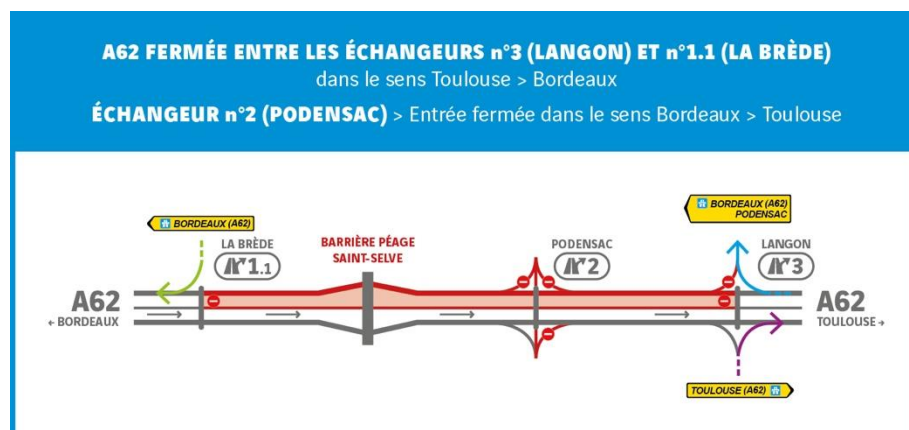 A62 FERMÉE ENTRE LES ÉCHANGEURS n°3 (LANGON) ET n°1.1 (LA BRÈDE)
dans le sens Toulouse > Bordeaux
ÉCHANGEUR n°2 (PODENSAC) > Entrée fermée dans le sens Bordeaux > Toulouse
BORDEAUX (A62)
BORDEAUX (A62)
PODENSAC
LA BRÈDE
1.1
BARRIÈRE PÉAGE
SAINT-SELVE
PODENSAC
2
LANGON
3
A62
← BORDEAUX
A62
TOULOUSE →
TOULOUSE (A62)